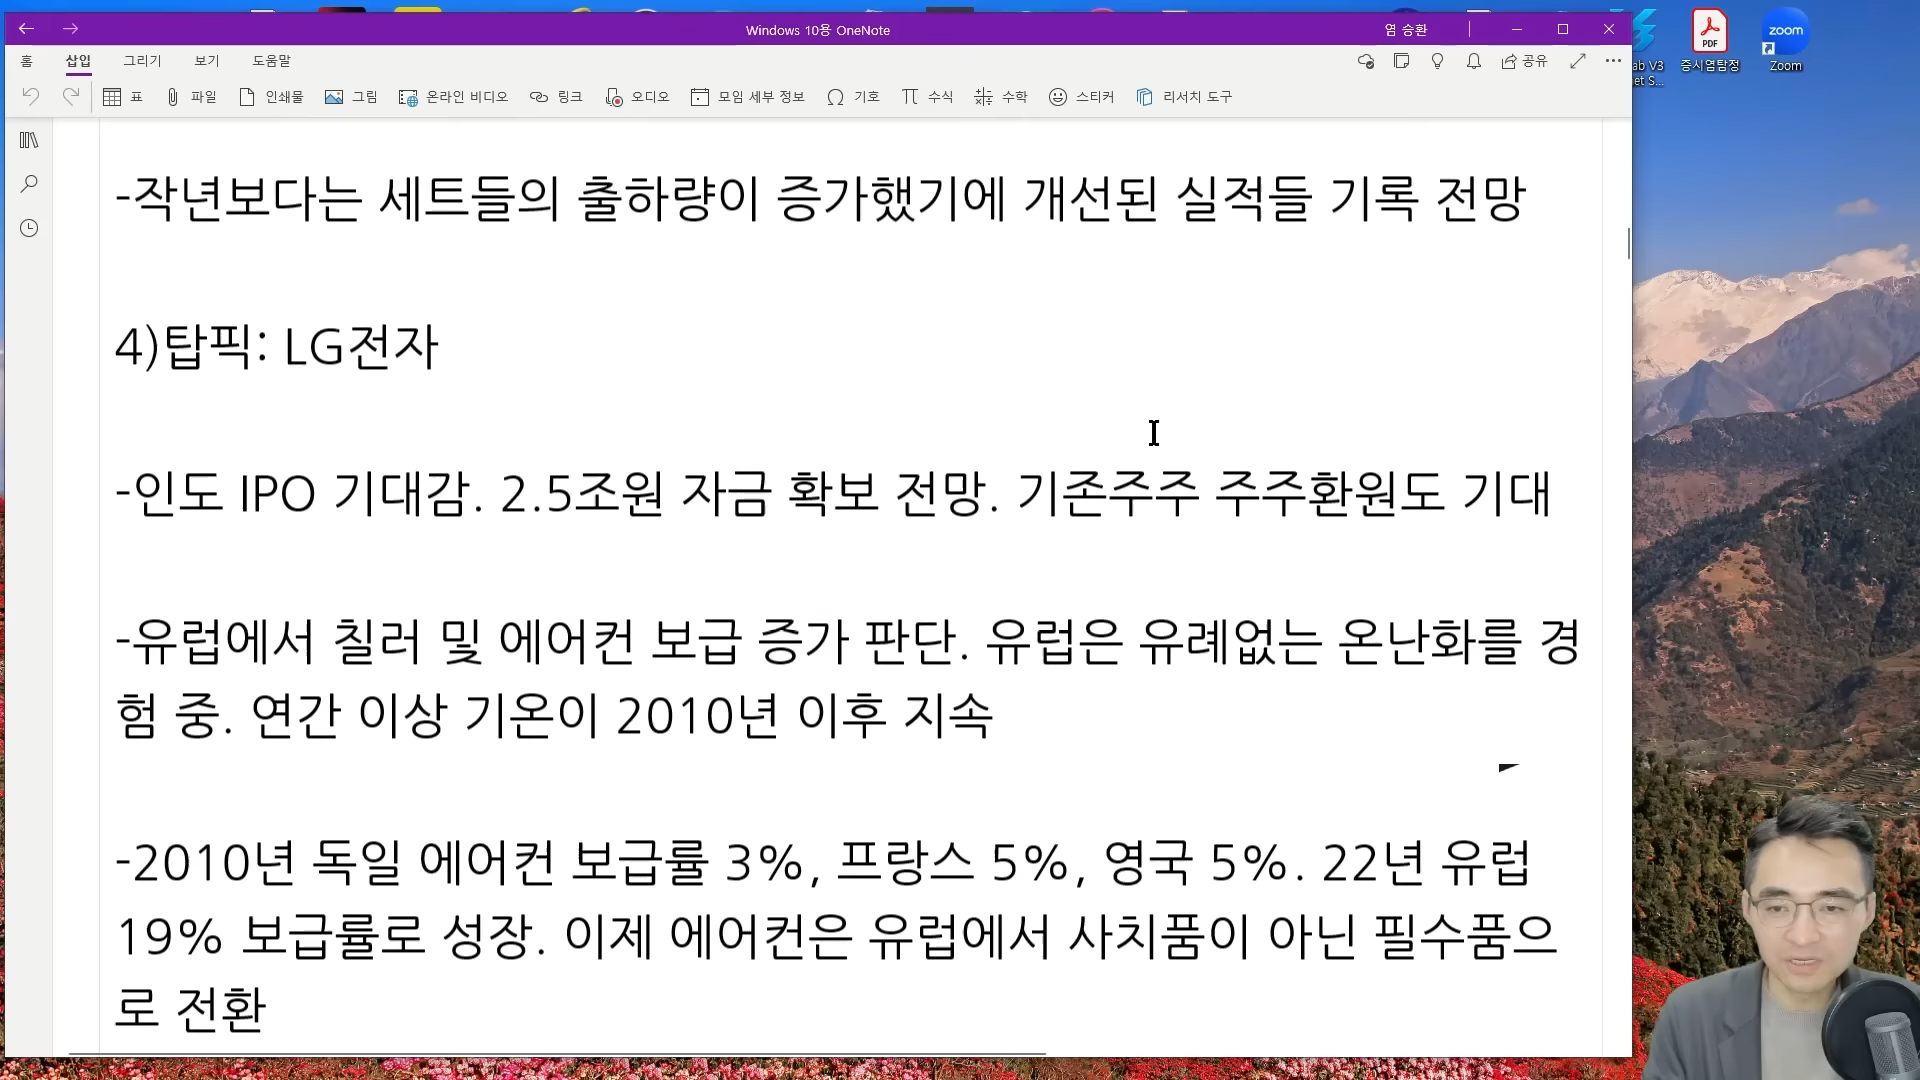 Windows 10용 OneNote
염 승환
홈
삽입
그리기
보기
도움말
공유
표
파일
인쇄물
그림
온라인 비디오
링크
오디오
모임 세부 정보
기호
수식
수학
스티커
리서치 도구
-작년보다는 세트들의 출하량이 증가했기에 개선된 실적들 기록 전망
4)탑픽: LG전자
-인도 IPO 기대감. 2.5조원 자금 확보 전망. 기존주주 주주환원도 기대
-유럽에서 칠러 및 에어컨 보급 증가 판단. 유럽은 유례없는 온난화를 경
험 중. 연간 이상 기온이 2010년 이후 지속
-2010년 독일 에어컨 보급률 3%, 프랑스 5%, 영국 5%. 22년 유럽
19% 보급률로 성장. 이제 에어컨은 유럽에서 사치품이 아닌 필수품으
로 전환
ab V3
et S...
PDF
증시염탐정
zoom
Zoom